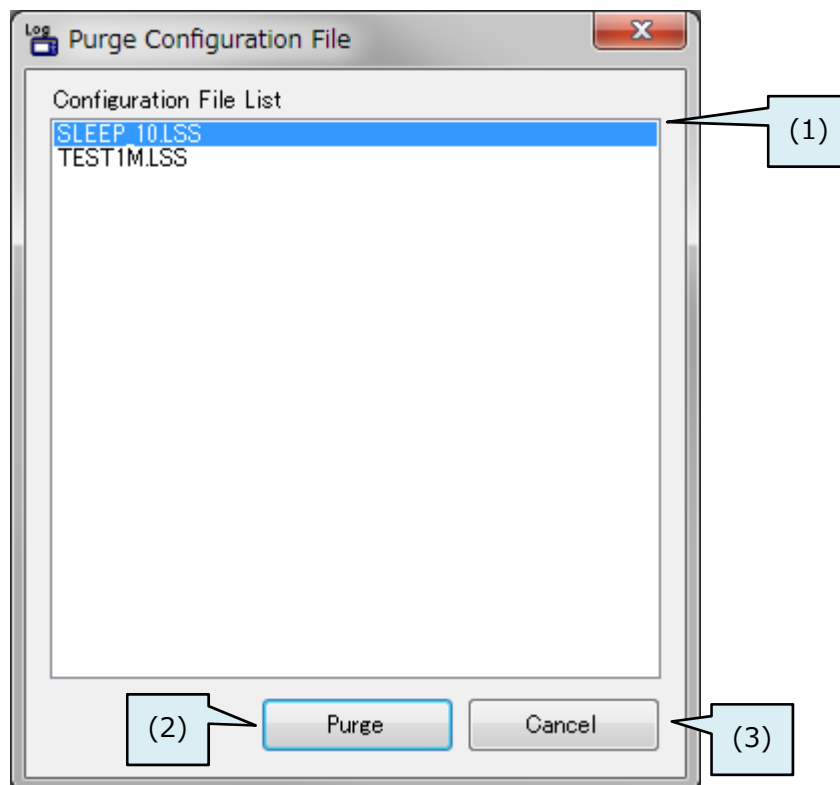 Log
Purge Configuration File
x
Configuration File List
SLEEP_10.LSS
TEST1M.LSS
(1)
(2)
Purge
Cancel
(3)